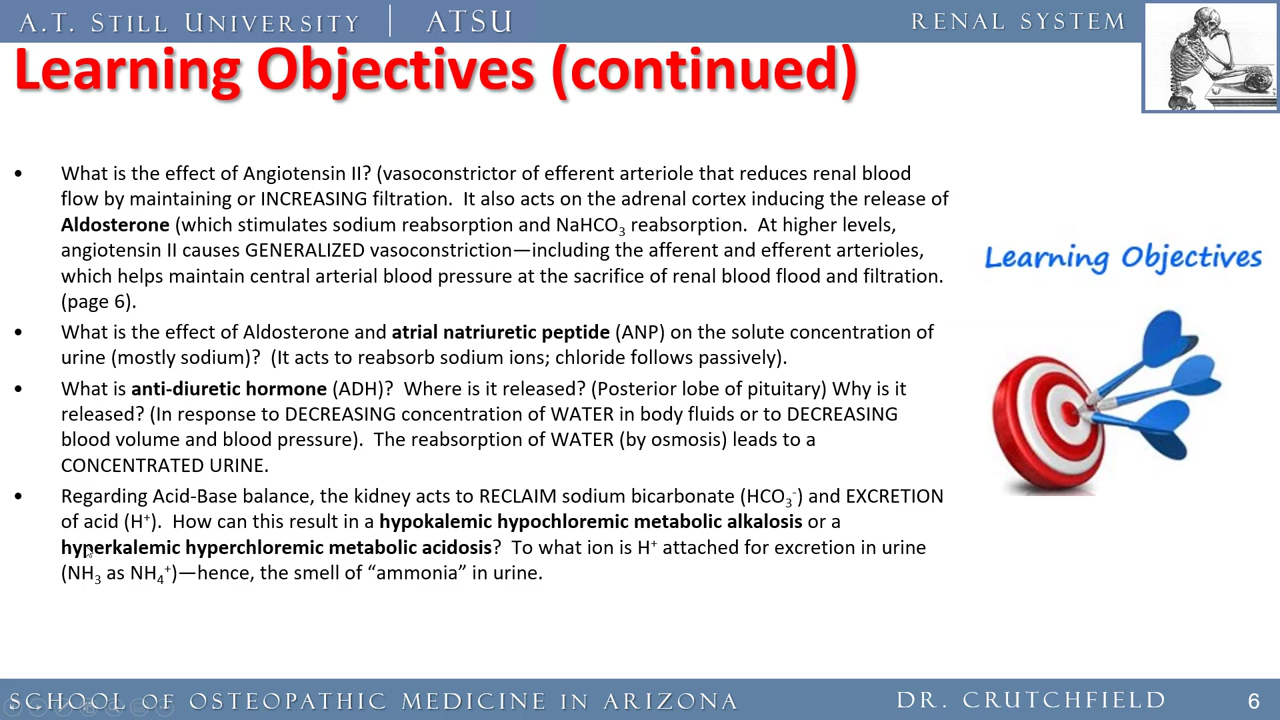 A.T. STILL UNIVERSITY | ATSU
RENAL SYSTEM
Learning Objectives (continued)
• What is the effect of Angiotensin II? (vasoconstrictor of efferent arteriole that reduces renal blood
flow by maintaining or INCREASING filtration. It also acts on the adrenal cortex inducing the release of
Aldosterone (which stimulates sodium reabsorption and NaHCO₃ reabsorption. At higher levels,
angiotensin II causes GENERALIZED vasoconstriction—including the afferent and efferent arterioles,
which helps maintain central arterial blood pressure at the sacrifice of renal blood flood and filtration.
(page 6).
• What is the effect of Aldosterone and atrial natriuretic peptide (ANP) on the solute concentration of
urine (mostly sodium)? (It acts to reabsorb sodium ions; chloride follows passively).
• What is anti-diuretic hormone (ADH)? Where is it released? (Posterior lobe of pituitary) Why is it
released? (In response to DECREASING concentration of WATER in body fluids or to DECREASING
blood volume and blood pressure). The reabsorption of WATER (by osmosis) leads to a
CONCENTRATED URINE.
• Regarding Acid-Base balance, the kidney acts to RECLAIM sodium bicarbonate (HCO₃⁻) and EXCRETION
of acid (H⁺). How can this result in a hypokalemic hypochloremic metabolic alkalosis or a
hyperkalemic hyperchloremic metabolic acidosis? To what ion is H⁺ attached for excretion in urine
(NH₃ as NH₄⁺)—hence, the smell of “ammonia” in urine.
Learning Objectives
SCHOOL OF OSTEOPATHIC MEDICINE IN ARIZONA
DR. CRUTCHFIELD
6